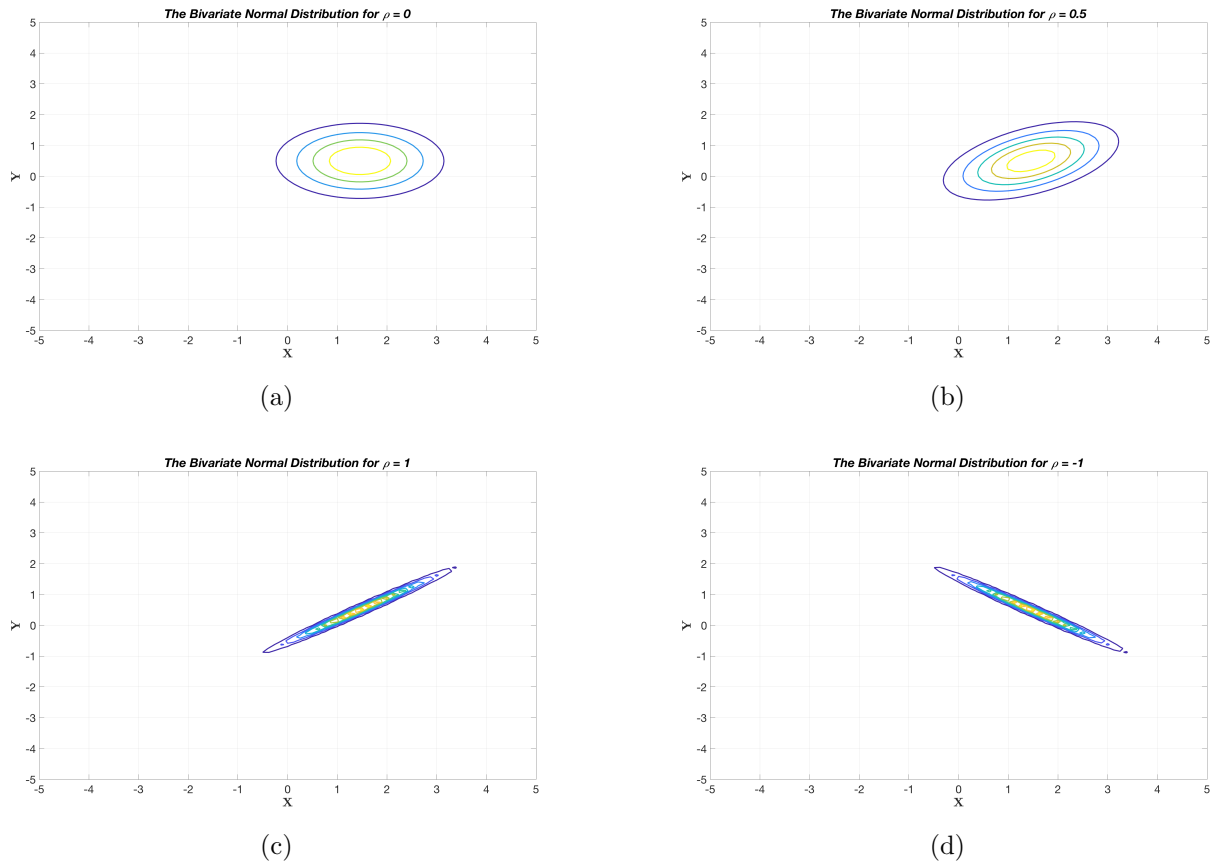 The Bivariate Normal Distribution for ρ = 0
5
4
3
2
1
0
-1
-2
-3
-4
-5
Y
-5 -4 -3 -2 -1 0 1 2 3 4 5
X
(a)
The Bivariate Normal Distribution for ρ = 0.5
5
4
3
2
1
0
-1
-2
-3
-4
-5
Y
-5 -4 -3 -2 -1 0 1 2 3 4 5
X
(b)
The Bivariate Normal Distribution for ρ = 1
5
4
3
2
1
0
-1
-2
-3
-4
-5
Y
-5 -4 -3 -2 -1 0 1 2 3 4 5
X
(c)
The Bivariate Normal Distribution for ρ = -1
5
4
3
2
1
0
-1
-2
-3
-4
-5
Y
-5 -4 -3 -2 -1 0 1 2 3 4 5
X
(d)